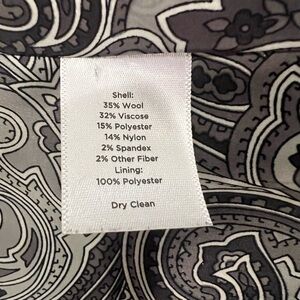 Shell:
35% Wool
32% Viscose
15% Polyester
14% Nylon
2% Spandex
2% Other Fiber
Lining:
100% Polyester
Dry Clean